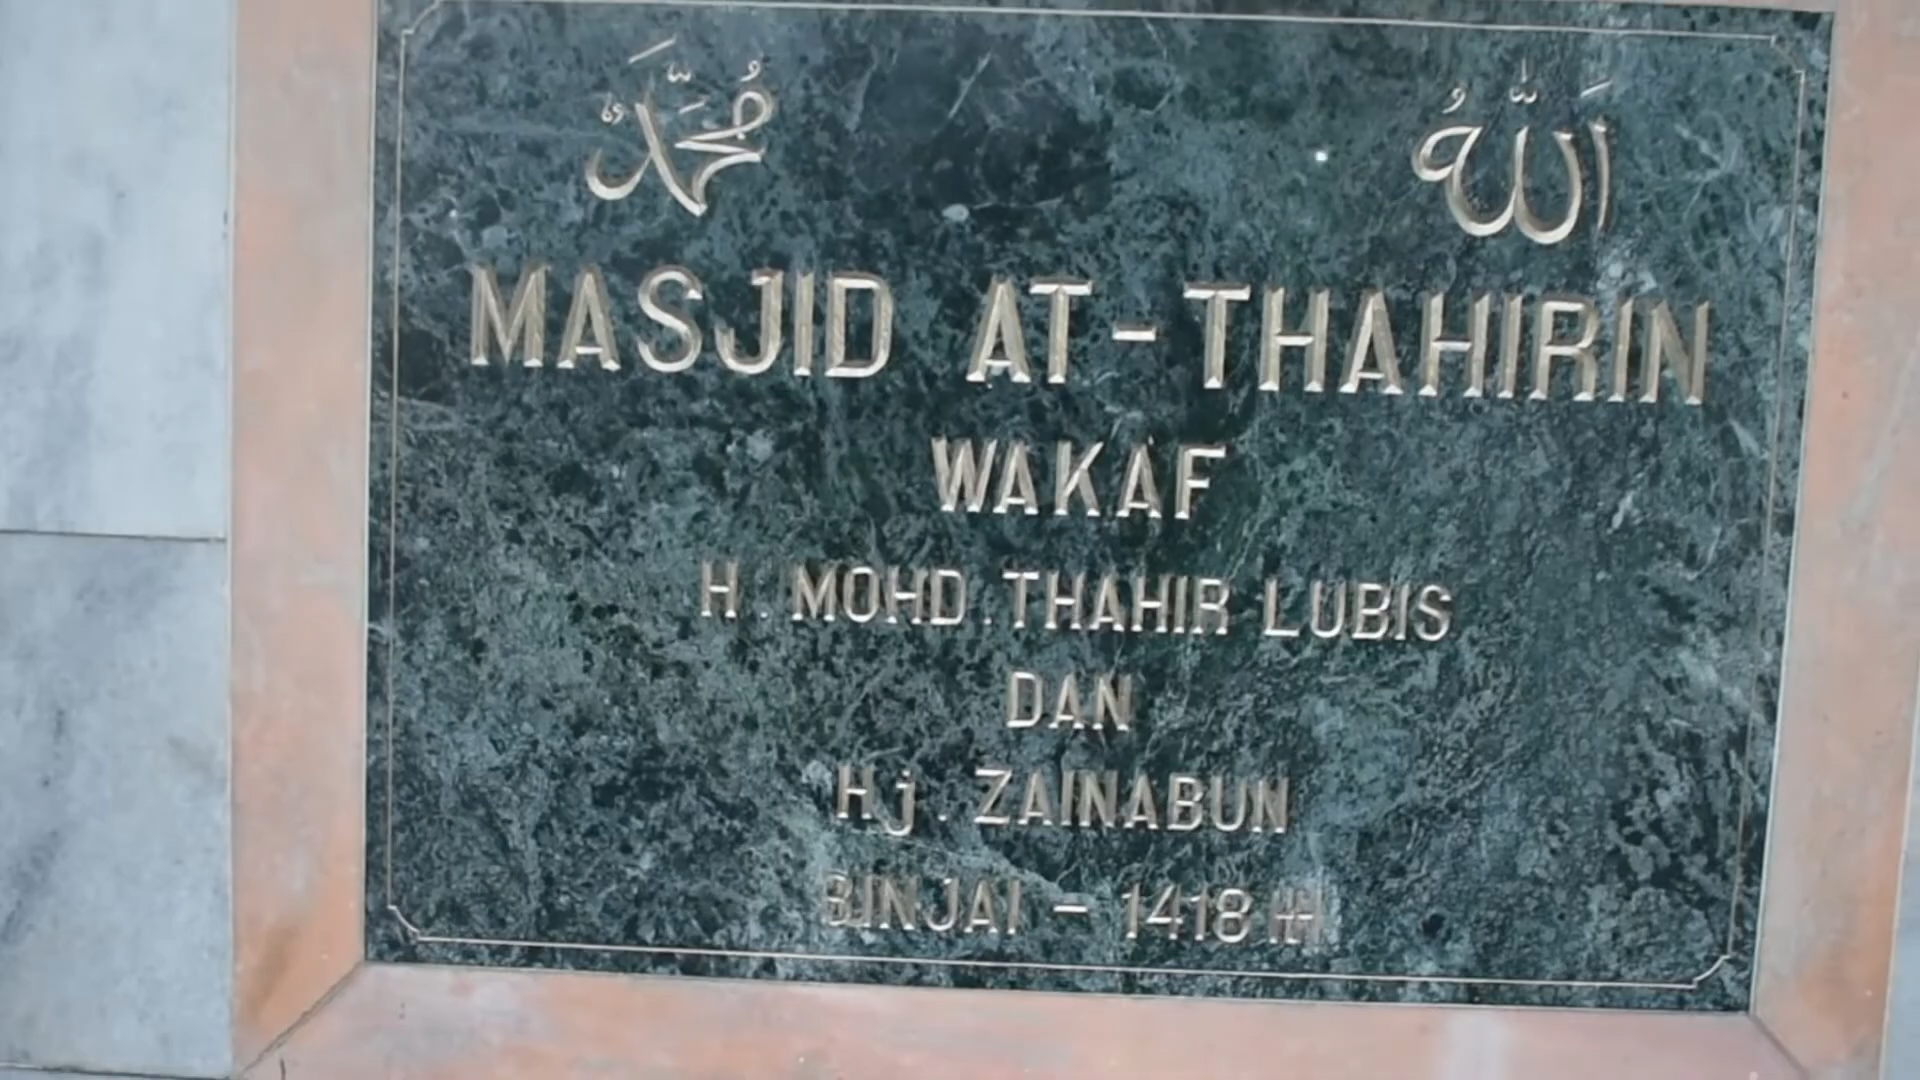 اَللّٰهُ مُحَمَّدٌ
MASJID AT-THAHIRIN
WAKAF
H. MOHD. THAHIR LUBIS
DAN
Hj. ZAINABUN
BINJAI - 1418 H